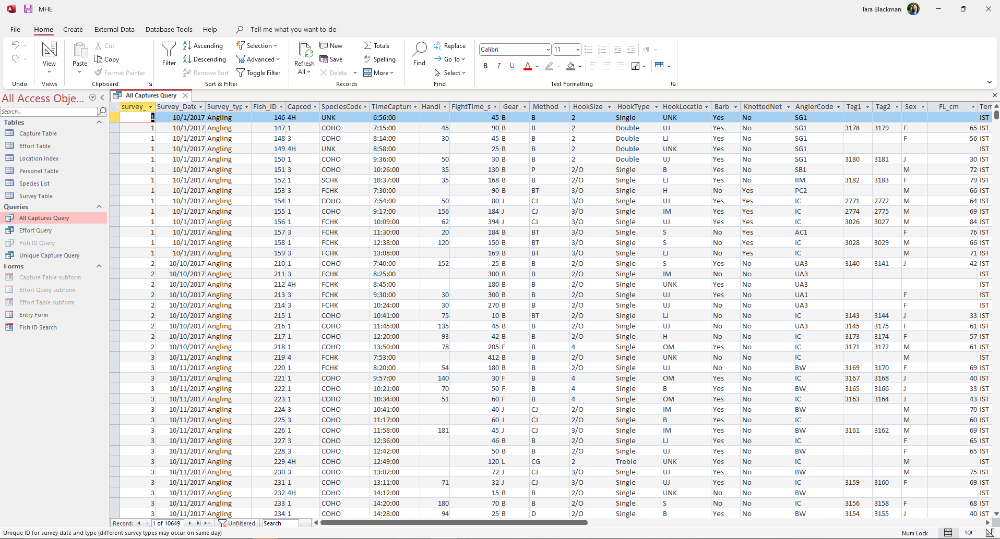 MHE
Tara Blackman
File Home Create External Data Database Tools Help Tell me what you want to do
View
Paste
Cut
Copy
Format Painter
Filter
Ascending
Descending
Remove Sort
Selection
Advanced
Toggle Filter
Refresh All
New
Save
Delete
Totals
Spelling
More
Find
Replace
Go To
Select
Calibri 11
B I U A
Undo Views Clipboard Sort & Filter Records Find Text Formatting
All Access Obje...
Search...
Tables
Capture Table
Effort Table
Location Index
Personel Table
Species List
Survey Table
Queries
All Captures Query
Effort Query
Fish ID Query
Unique Capture Query
Forms
Capture Table subform
Effort Query subform
Effort Table subform
Entry Form
Fish ID Search
All Captures Query
survey_ Survey_Date Survey_typ Fish_ID Capcod SpeciesCode TimeCapture Handl FightTime_s Gear Method HookSize HookType HookLocatio Barb KnottedNet AnglerCode Tag1 Tag2 Sex FL_cm Tem
1 10/1/2017 Angling 146 4H UNK 6:56:00 45 B B 2 Single UNK Yes No SG1 IST
1 10/1/2017 Angling 147 1 COHO 7:15:00 45 90 B B 2 Double UJ Yes No SG1 3178 3179 F 65 IST
1 10/1/2017 Angling 148 3 COHO 8:14:00 30 45 B B 2 Double LJ Yes No SG1 F 56 IST
1 10/1/2017 Angling 149 4H UNK 8:58:00 25 B B 2 Double UNK Yes No SG1 IST
1 10/1/2017 Angling 150 1 COHO 9:36:00 50 30 B B 2 Double UJ Yes No SG1 3180 3181 J 30 IST
1 10/1/2017 Angling 151 3 COHO 10:26:00 35 130 B P 2/O Single B Yes No SB1 M 72 IST
1 10/1/2017 Angling 152 1 SCHK 10:37:00 35 168 B B 2/O Single LJ Yes No RM 3182 3183 F 79 IST
1 10/1/2017 Angling 153 3 FCHK 7:30:00 90 B BT 3/O Single H No Yes PC2 M 66 IST
1 10/1/2017 Angling 154 1 COHO 7:54:00 50 80 J CJ 3/O Single UJ Yes Yes IC 2771 2772 M 64 IST
1 10/1/2017 Angling 155 1 COHO 9:17:00 156 184 J CJ 3/O Single IM Yes Yes IC 2774 2775 M 69 IST
1 10/1/2017 Angling 156 1 FCHK 10:09:00 62 394 J CJ 3/O Single UJ Yes Yes IC 3026 3027 M 84 IST
1 10/1/2017 Angling 157 3 FCHK 11:30:00 20 184 B BT 3/O Single S No Yes AC1 F 76 IST
1 10/1/2017 Angling 158 1 FCHK 12:38:00 120 150 B BT 3/O Single S No Yes IC 3028 3029 M 66 IST
1 10/1/2017 Angling 159 3 FCHK 13:08:00 169 B BT 3/O Single LJ No Yes IC M 71 IST
2 10/10/2017 Angling 210 1 COHO 7:40:00 152 25 B B 2/O Single S Yes No UA3 3140 3141 J 42 IST
2 10/10/2017 Angling 211 3 FCHK 8:25:00 300 B B 2/O Single IM No No UA3 IST
2 10/10/2017 Angling 212 4H FCHK 8:45:00 180 B B 2/O Single UNK Yes No UA3 IST
2 10/10/2017 Angling 213 3 FCHK 9:30:00 30 300 B B 2/O Single UJ Yes No UA1 F IST
2 10/10/2017 Angling 214 3 FCHK 10:24:00 30 270 B B 2/O Single UJ No No UA3 F IST
2 10/10/2017 Angling 215 1 COHO 10:41:00 75 10 B BT 2/O Single LJ No No IC 3143 3144 J 33 IST
2 10/10/2017 Angling 216 1 COHO 11:45:00 135 45 B B 2/O Single UJ No No UA3 3145 3175 F 61 IST
2 10/10/2017 Angling 217 1 COHO 12:20:00 93 42 B B 2/O Single H No No IC 3173 3174 F 57 IST
2 10/10/2017 Angling 218 1 COHO 13:50:00 78 205 F B 4 Single OM Yes No IC 3171 3172 M 61 IST
3 10/11/2017 Angling 219 4 FCHK 7:53:00 412 B B 2/O Single UNK No No IC M IST
3 10/11/2017 Angling 220 1 FCHK 8:20:00 54 180 B B 2/O Single UJ No No BW 3169 3170 F 69 IST
3 10/11/2017 Angling 221 1 COHO 9:57:00 140 30 F B 4 Single OM Yes No IC 3167 3168 J 40 IST
3 10/11/2017 Angling 222 1 COHO 10:21:00 70 50 F B 4 Single B Yes No BW 3165 3166 J 33 IST
3 10/11/2017 Angling 223 1 COHO 10:34:00 51 60 F B 4 Single OM Yes No IC 3163 3164 J 43 IST
3 10/11/2017 Angling 224 3 COHO 10:41:00 40 J CJ 2/O Single IM Yes No BW M 70 IST
3 10/11/2017 Angling 225 3 COHO 11:17:00 60 J CJ 2/O Single B Yes No IC M 60 IST
3 10/11/2017 Angling 226 1 COHO 11:58:00 181 45 J CJ 3/O Single IM Yes No BW 3161 3162 M 69 IST
3 10/11/2017 Angling 227 3 COHO 12:36:00 46 B B 2/O Single LJ Yes No IC F 65 IST
3 10/11/2017 Angling 228 3 COHO 12:42:00 50 B B 2/O Single UJ Yes No BW F 65 IST
3 10/11/2017 Angling 229 4H COHO 12:49:00 120 L CG 2 Treble UNK Yes No IC M IST
3 10/11/2017 Angling 230 3 COHO 13:02:00 72 J CJ 3/O Single UJ Yes No BW M 75 IST
3 10/11/2017 Angling 231 1 COHO 13:11:00 71 32 J CJ 3/O Single UJ Yes No IC 3159 3160 F 69 IST
3 10/11/2017 Angling 232 4H COHO 14:12:00 15 B B 2/O Single UNK No No BW IST
3 10/11/2017 Angling 233 1 COHO 14:20:00 180 70 B B 2/O Single S No No IC 3156 3158 F 68 IST
3 10/11/2017 Angling 234 1 COHO 14:28:00 94 25 B D 2/O Single B Yes No BW 3154 3155 J 40 IST
Record: 1 of 10649 Unfiltered Search
Unique ID for survey date and type (different survey types may occur on same day) Num Lock SQL